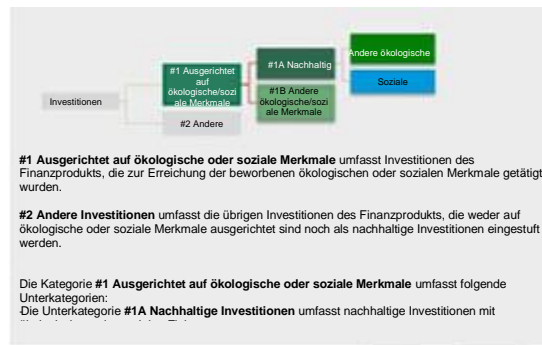 Andere ökologische
#1A Nachhaltig
#1 Ausgerichtet
auf
ökologische/sozi
ale Merkmale
Soziale
#1B Andere
ökologische/sozi
ale Merkmale
Investitionen
#2 Andere
#1 Ausgerichtet auf ökologische oder soziale Merkmale umfasst Investitionen des
Finanzprodukts, die zur Erreichung der beworbenen ökologischen oder sozialen Merkmale getätigt
wurden.
#2 Andere Investitionen umfasst die übrigen Investitionen des Finanzprodukts, die weder auf
ökologische oder soziale Merkmale ausgerichtet sind noch als nachhaltige Investitionen eingestuft
werden.
Die Kategorie #1 Ausgerichtet auf ökologische oder soziale Merkmale umfasst folgende
Unterkategorien:
-Die Unterkategorie #1A Nachhaltige Investitionen umfasst nachhaltige Investitionen mit